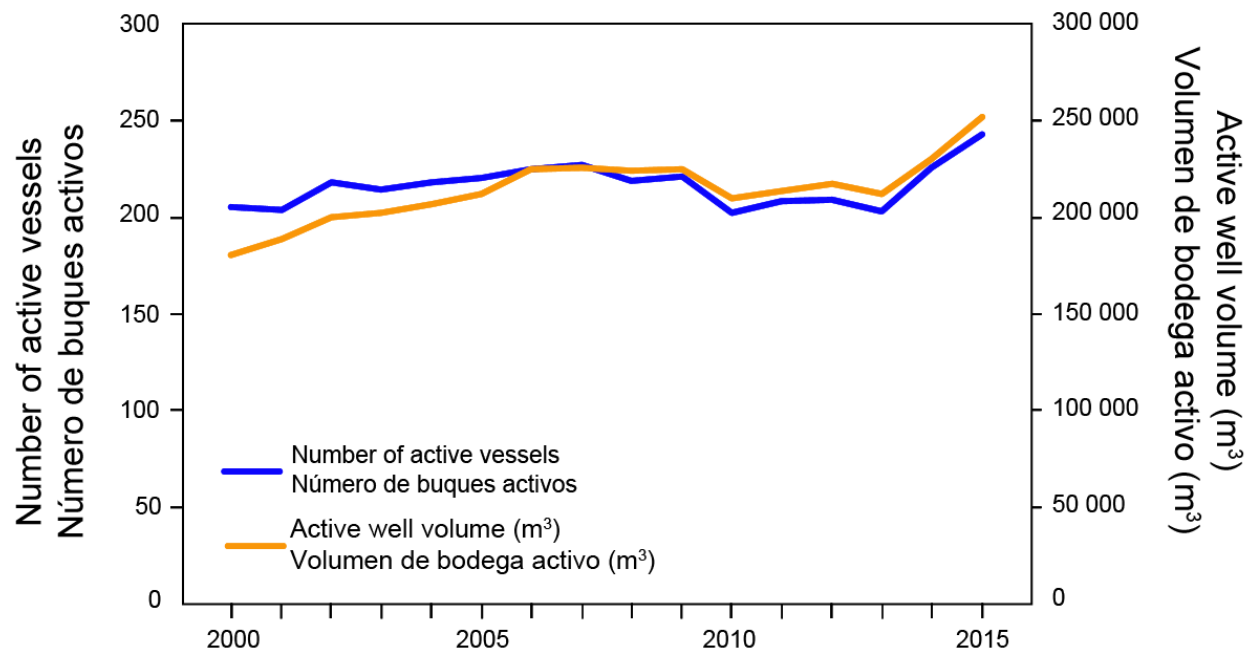 Number of active vessels
Número de buques activos
300
250
200
150
100
50
0
Number of active vessels
Número de buques activos
Active well volume (m³)
Volumen de bodega activo (m³)
2000
2005
2010
2015
300 000
250 000
200 000
150 000
100 000
50 000
0
Active well volume (m³)
Volumen de bodega activo (m³)